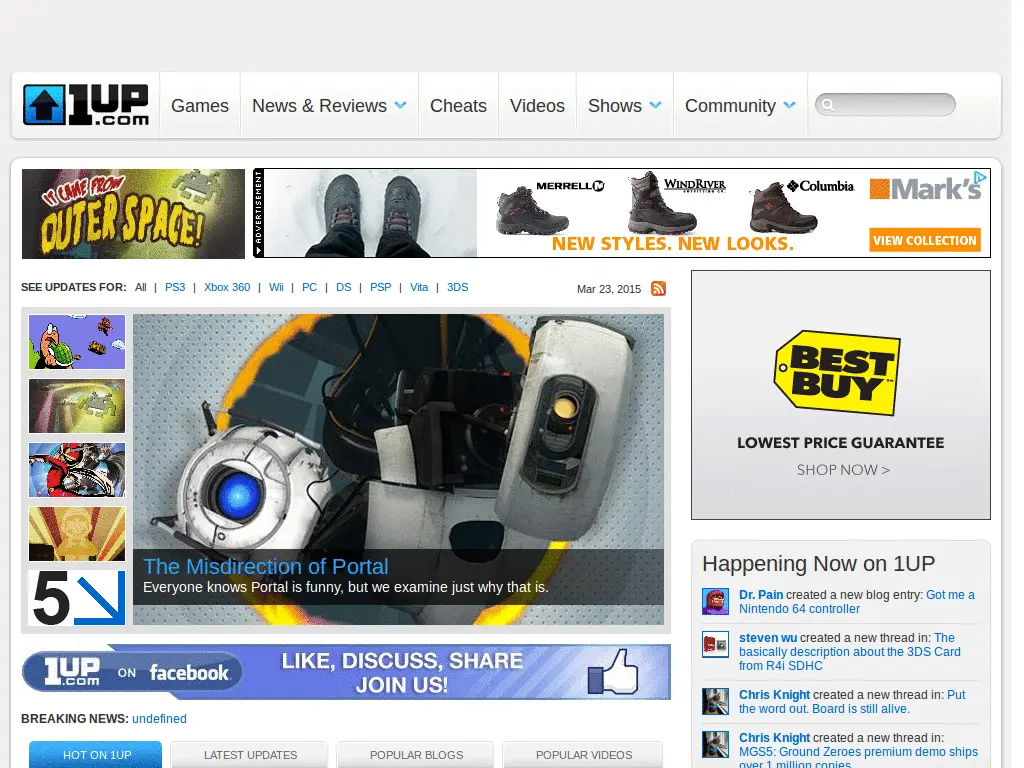 1UP
.com
Games
News & Reviews
Cheats
Videos
Shows
Community
IT CAME FROM
OUTER SPACE!
ADVERTISEMENT
MERRELL
WINDRIVER
Columbia
Mark's
NEW STYLES. NEW LOOKS.
VIEW COLLECTION
SEE UPDATES FOR: All | PS3 | Xbox 360 | Wii | PC | DS | PSP | Vita | 3DS
Mar 23, 2015
5
The Misdirection of Portal
Everyone knows Portal is funny, but we examine just why that is.
BEST
BUY
LOWEST PRICE GUARANTEE
SHOP NOW >
1UP
.com
ON facebook
LIKE, DISCUSS, SHARE
JOIN US!
BREAKING NEWS: undefined
HOT ON 1UP
LATEST UPDATES
POPULAR BLOGS
POPULAR VIDEOS
Happening Now on 1UP
Dr. Pain created a new blog entry: Got me a
Nintendo 64 controller
steven wu created a new thread in: The
basically description about the 3DS Card
from R4i SDHC
Chris Knight created a new thread in: Put
the word out. Board is still alive.
Chris Knight created a new thread in:
MGS5: Ground Zeroes premium demo ships
over 1 million copies